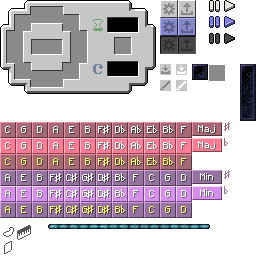 C
C G D A E B F# Db Ab Eb Bb F Maj #
C G D A E B F# Db Ab Eb Bb F Maj b
C G D A E B F# Db Ab Eb Bb F
A E B F# C# G# D# Bb F C G D Min #
A E B F# C# G# D# Bb F C G D Min b
A E B F# C# G# D# Bb F C G D